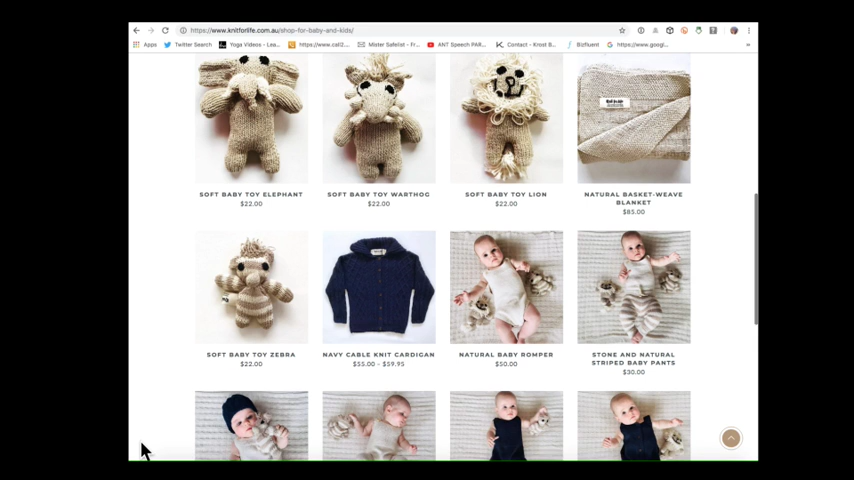 https://www.knitforlife.com.au/shop-for-baby-and-kids/
Apps Twitter Search Yoga Videos - Lea... https://www.call2... Mister Safelist - Fr... ANT Speech PAR... Contact - Krost B... Bizfluent https://www.googl... »
SOFT BABY TOY ELEPHANT
$22.00
SOFT BABY TOY WARTHOG
$22.00
SOFT BABY TOY LION
$22.00
NATURAL BASKET-WEAVE
BLANKET
$85.00
SOFT BABY TOY ZEBRA
$22.00
NAVY CABLE KNIT CARDIGAN
$55.00 - $59.95
NATURAL BABY ROMPER
$50.00
STONE AND NATURAL
STRIPED BABY PANTS
$30.00